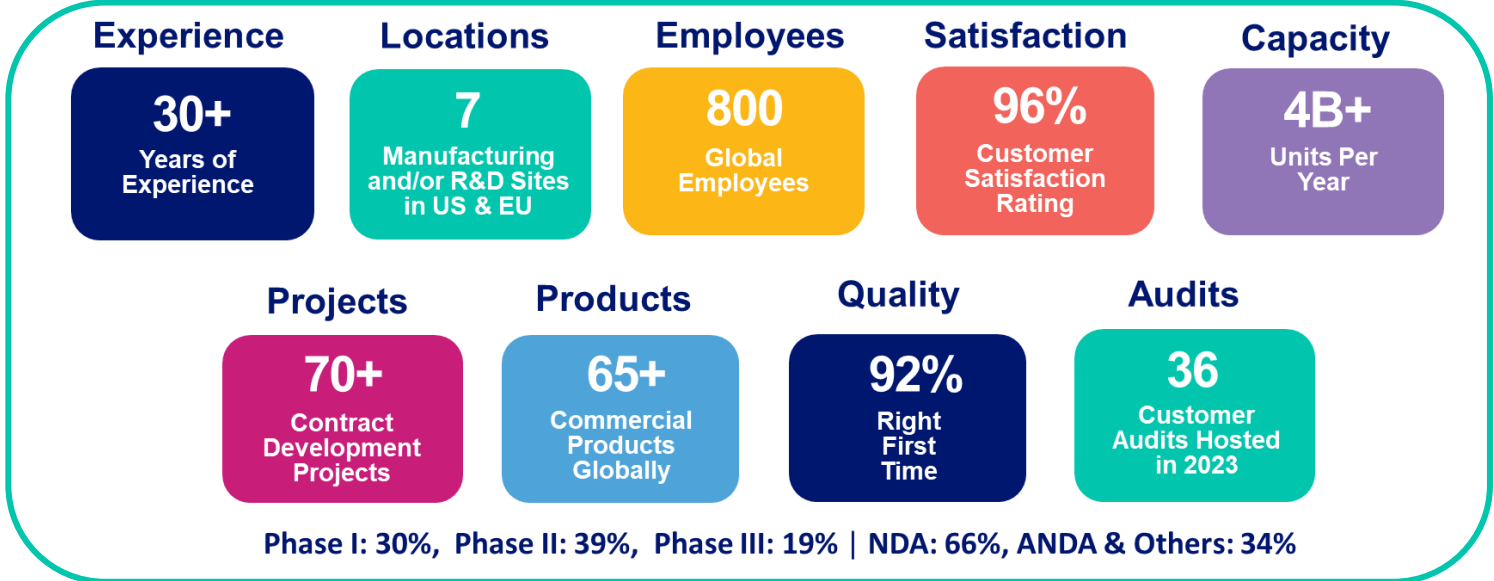 Experience
30+
Years of
Experience
Locations
7
Manufacturing
and/or R&D Sites
in US & EU
Employees
800
Global
Employees
Satisfaction
96%
Customer
Satisfaction
Rating
Capacity
4B+
Units Per
Year
Projects
70+
Contract
Development
Projects
Products
65+
Commercial
Products
Globally
Quality
92%
Right
First
Time
Audits
36
Customer
Audits Hosted
in 2023
Phase I: 30%, Phase II: 39%, Phase III: 19% | NDA: 66%, ANDA & Others: 34%